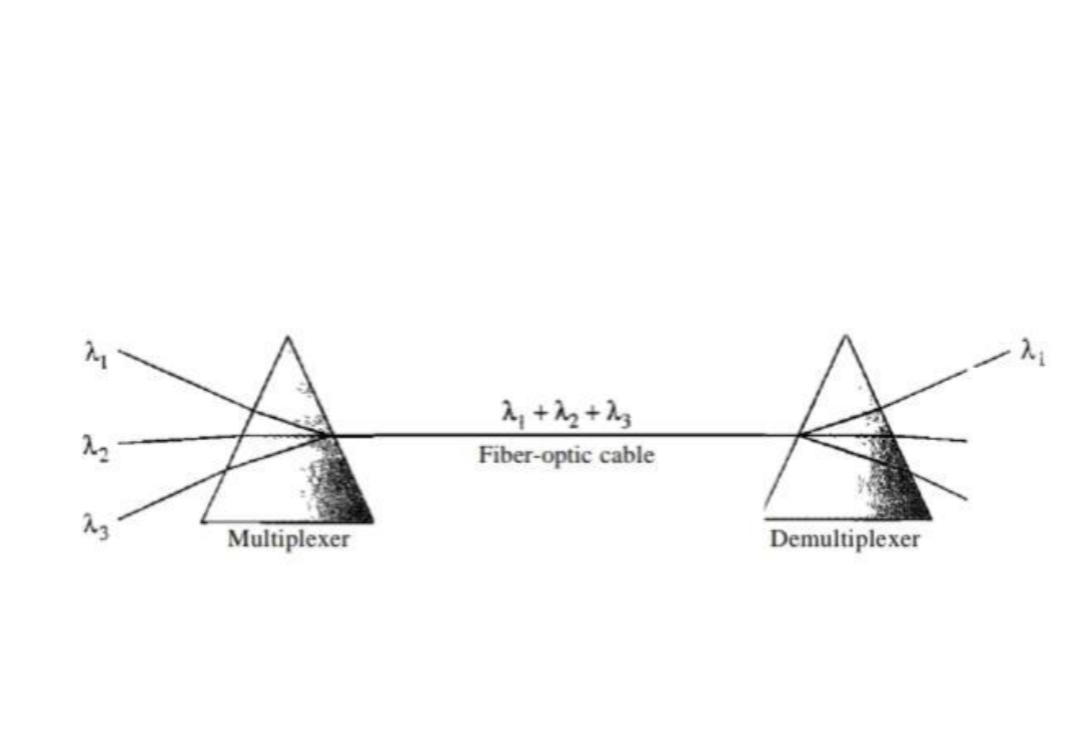 λ₁
λ₂
λ₃
Multiplexer
λ₁ + λ₂ + λ₃
Fiber-optic cable
λ₁
Demultiplexer